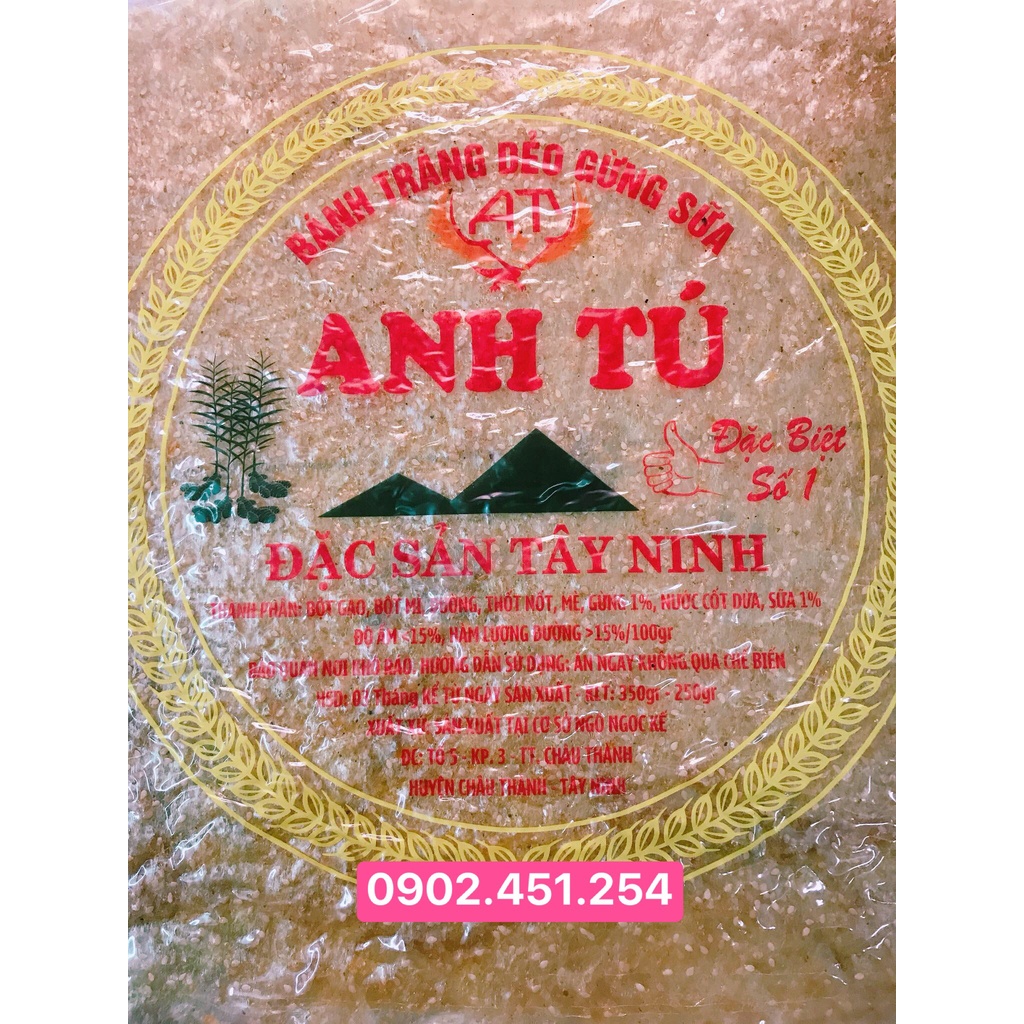 BÁNH TRÁNG DẺO GỪNG SỮA
AT
ANH TÚ
Đặc Biệt
Số 1
ĐẶC SẢN TÂY NINH
THÀNH PHẦN: BỘT GẠO, BỘT MÌ, ĐƯỜNG, THỐT NỐT, MÈ, GỪNG 1%, NƯỚC CỐT DỪA, SỮA 1%
ĐỘ ẨM <15%, HÀM LƯỢNG ĐƯỜNG >15%/100gr
BẢO QUẢN NƠI KHÔ RÁO, HƯỚNG DẪN SỬ DỤNG: ĂN NGAY KHÔNG QUA CHẾ BIẾN
HSD: Tháng KỂ TỪ NGÀY SẢN XUẤT - KLT: 350gr - 250gr
XUẤT XỨ: SẢN XUẤT TẠI CƠ SỞ NGÔ NGỌC KẾ
ĐC: TỔ 5 - KP. 3 - TT. CHÂU THÀNH
HUYỆN CHÂU THÀNH - TÂY NINH
0902.451.254